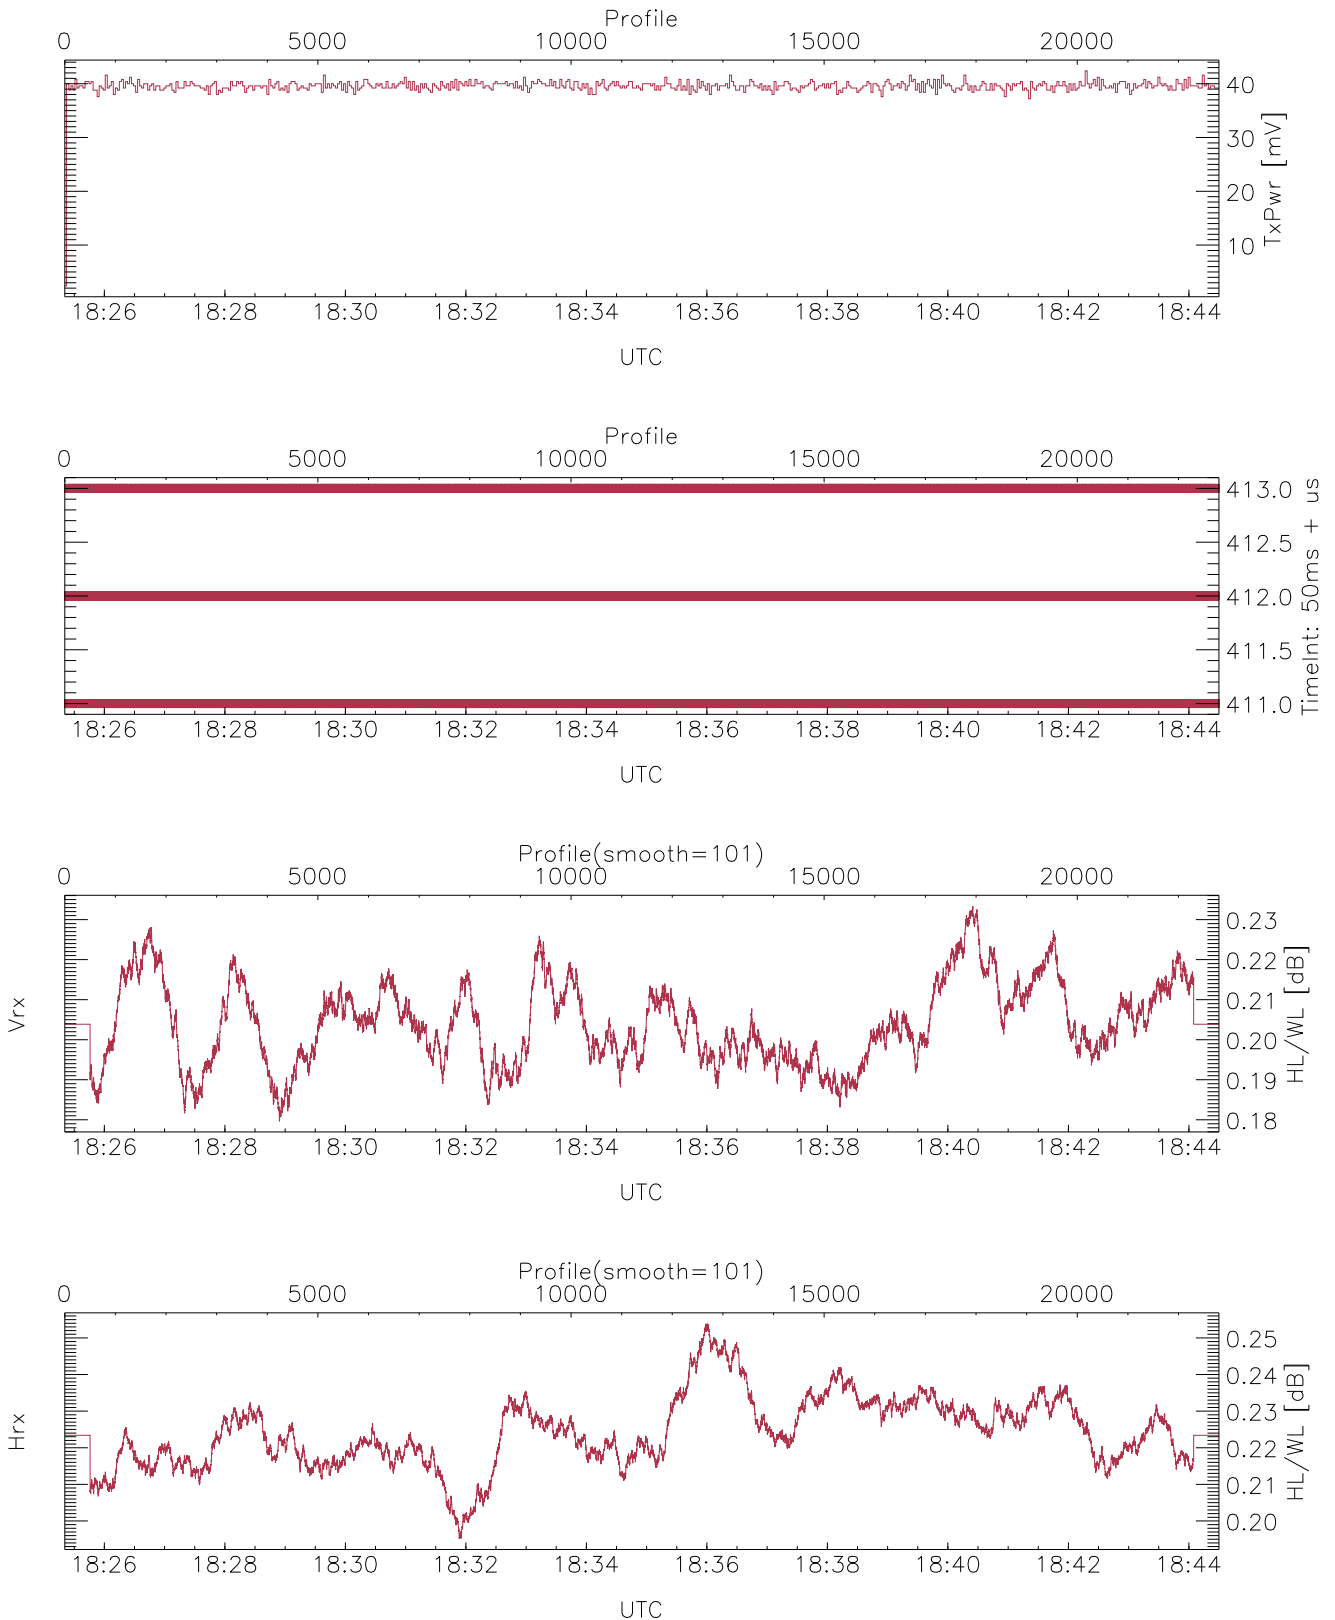 Profile
0 5000 10000 15000 20000
40
30
20
10
TxPwr [mV]
18:26 18:28 18:30 18:32 18:34 18:36 18:38 18:40 18:42 18:44
UTC
Profile
0 5000 10000 15000 20000
413.0
412.5
412.0
411.5
411.0
TimeInt: 50ms + us
18:26 18:28 18:30 18:32 18:34 18:36 18:38 18:40 18:42 18:44
UTC
Profile(smooth=101)
0 5000 10000 15000 20000
Vrx
0.23
0.22
0.21
0.20
0.19
0.18
HL/WL [dB]
18:26 18:28 18:30 18:32 18:34 18:36 18:38 18:40 18:42 18:44
UTC
Profile(smooth=101)
0 5000 10000 15000 20000
Hrx
0.25
0.24
0.23
0.22
0.21
0.20
HL/WL [dB]
18:26 18:28 18:30 18:32 18:34 18:36 18:38 18:40 18:42 18:44
UTC